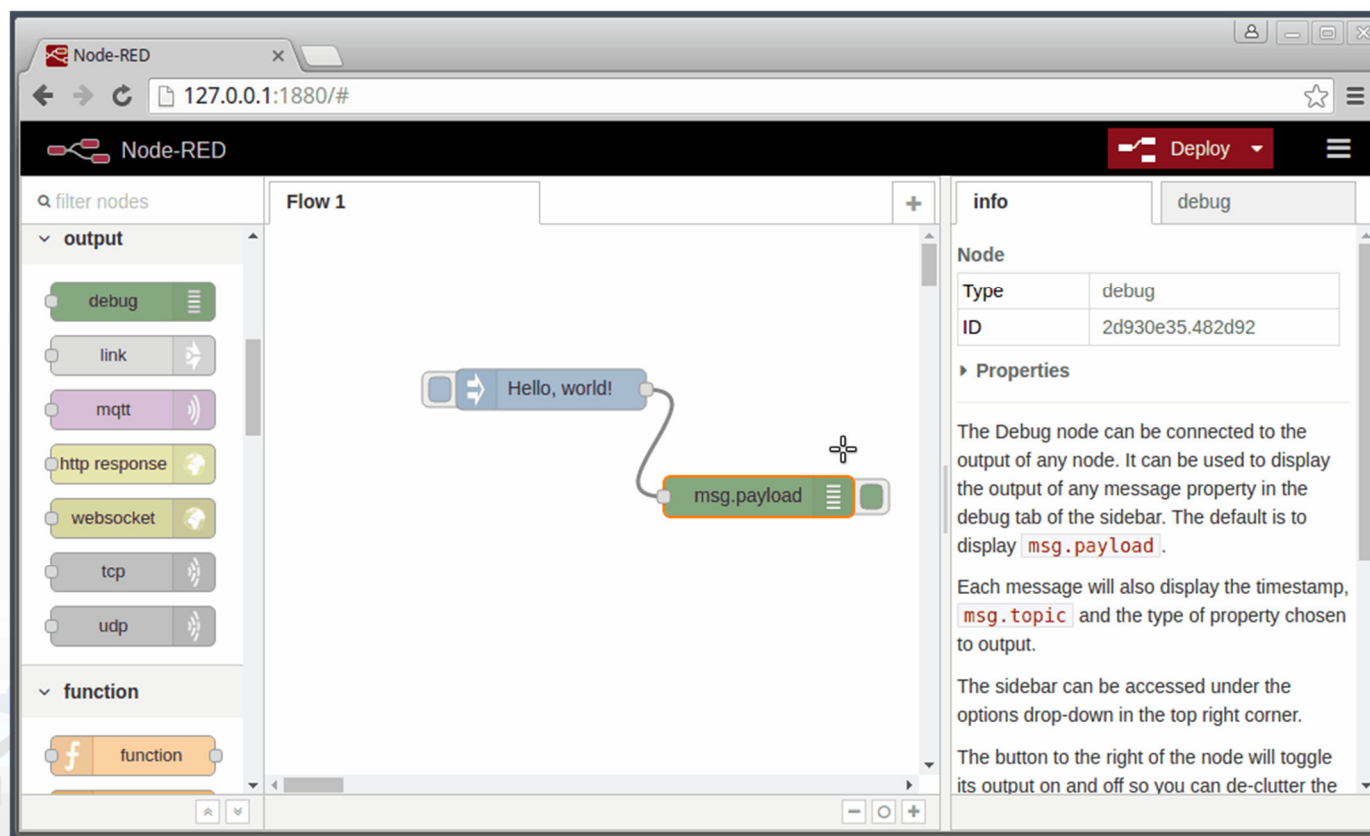 Node-RED
127.0.0.1:1880/#
Node-RED
Deploy
filter nodes
output
debug
link
mqtt
http response
websocket
tcp
udp
function
function
Flow 1
Hello, world!
msg.payload
info
debug
Node
Type debug
ID 2d930e35.482d92
Properties
The Debug node can be connected to the
output of any node. It can be used to display
the output of any message property in the
debug tab of the sidebar. The default is to
display msg.payload .
Each message will also display the timestamp,
msg.topic and the type of property chosen
to output.
The sidebar can be accessed under the
options drop-down in the top right corner.
The button to the right of the node will toggle
its output on and off so you can de-clutter the